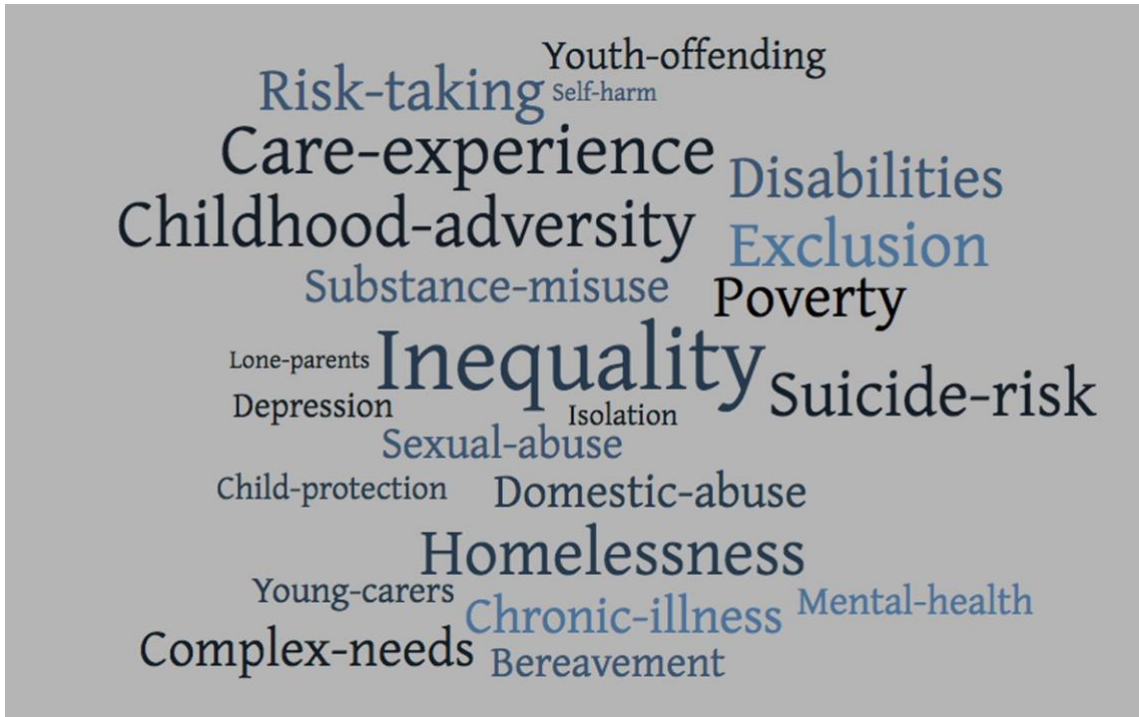 Youth-offending
Risk-taking
Self-harm
Care-experience
Disabilities
Childhood-adversity
Exclusion
Substance-misuse
Poverty
Lone-parents
Inequality
Suicide-risk
Depression
Isolation
Sexual-abuse
Child-protection
Domestic-abuse
Homelessness
Young-carers
Chronic-illness
Mental-health
Complex-needs
Bereavement